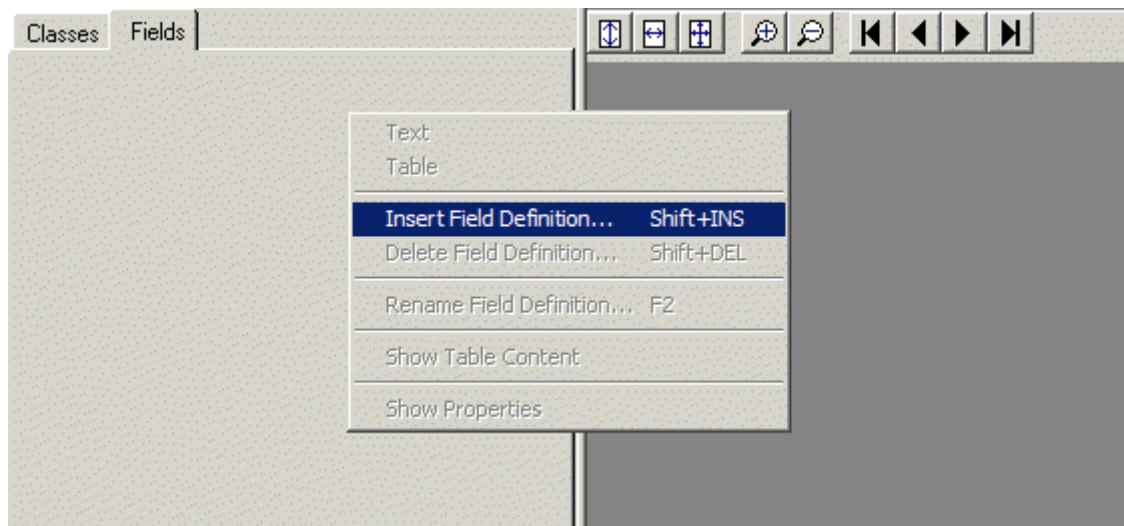 Classes Fields
Text
Table
Insert Field Definition... Shift+INS
Delete Field Definition... Shift+DEL
Rename Field Definition... F2
Show Table Content
Show Properties